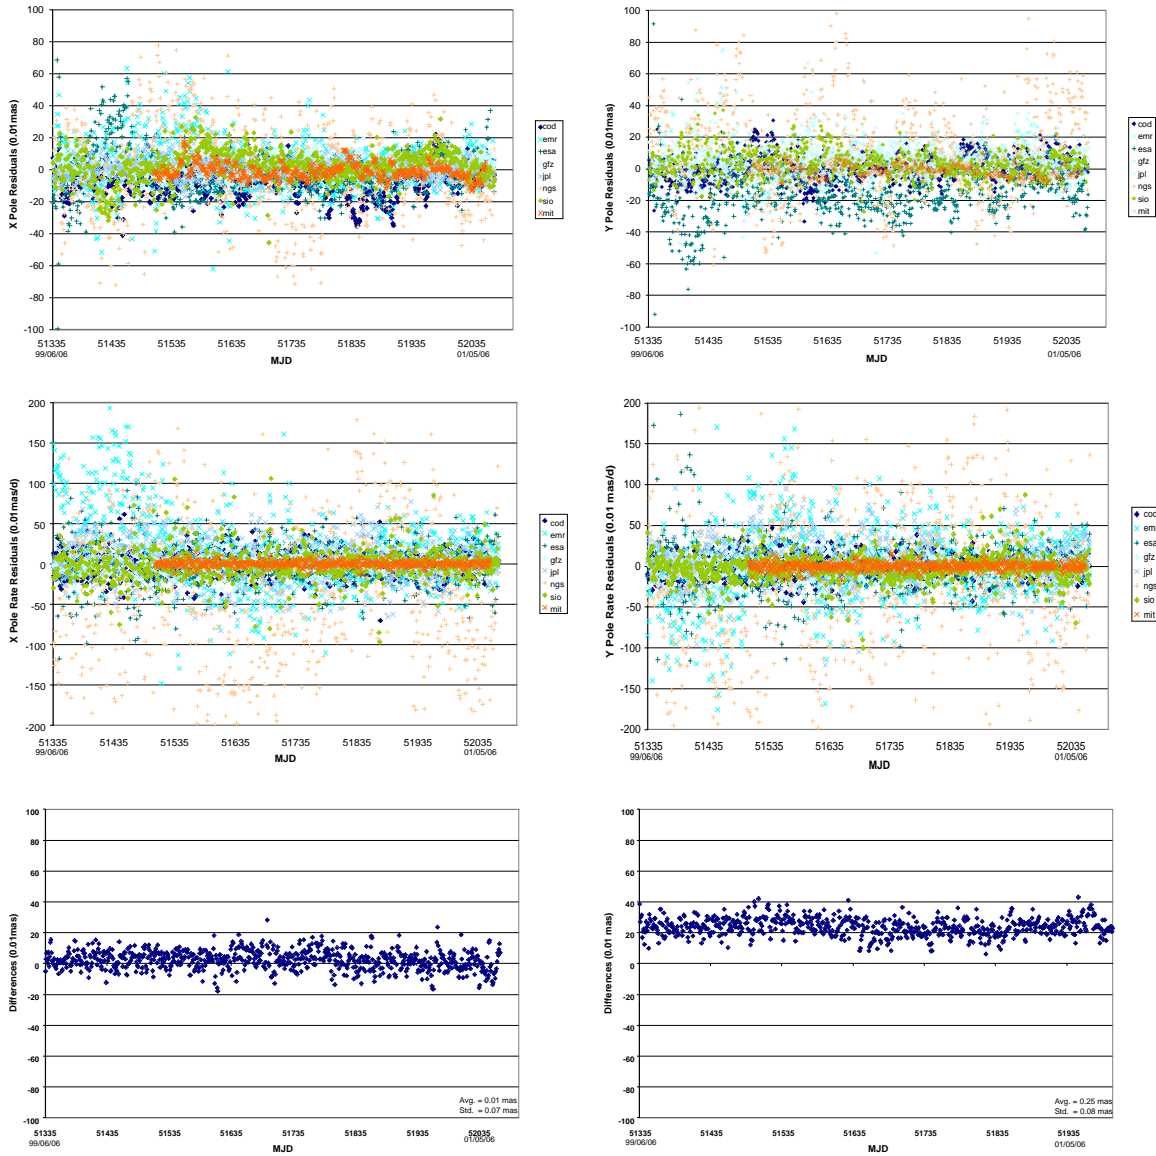 100
80
60
40
20
0
-20
-40
-60
-80
-100
X Pole Residuals (0.01mas)
51335 51435 51535 51635 51735 51835 51935 52035
99/06/06 01/05/06
MJD
cod
emr
esa
gfz
jpl
ngs
sio
mit
100
80
60
40
20
0
-20
-40
-60
-80
-100
Y Pole Residuals (0.01mas)
51335 51435 51535 51635 51735 51835 51935 52035
99/06/06 01/05/06
MJD
cod
emr
esa
gfz
jpl
ngs
sio
mit
200
150
100
50
0
-50
-100
-150
-200
X Pole Rate Residuals (0.01mas/d)
51335 51435 51535 51635 51735 51835 51935 52035
99/06/06 01/05/06
MJD
cod
emr
esa
gfz
jpl
ngs
sio
mit
200
150
100
50
0
-50
-100
-150
-200
Y Pole Rate Residuals (0.01 mas/d)
51335 51435 51535 51635 51735 51835 51935 52035
99/06/06 01/05/06
MJD
cod
emr
esa
gfz
jpl
ngs
sio
mit
100
80
60
40
20
0
-20
-40
-60
-80
-100
Differences (0.01mas)
Avg. = 0.01 mas
Std. = 0.07 mas
51335 51435 51535 51635 51735 51835 51935 52035
99/06/06 01/05/06
MJD
100
80
60
40
20
0
-20
-40
-60
-80
-100
Differences (0.01 mas)
Avg. = 0.25 mas
Std. = 0.08 mas
51335 51435 51535 51635 51735 51835 51935
99/06/06 01/05/06
MJD